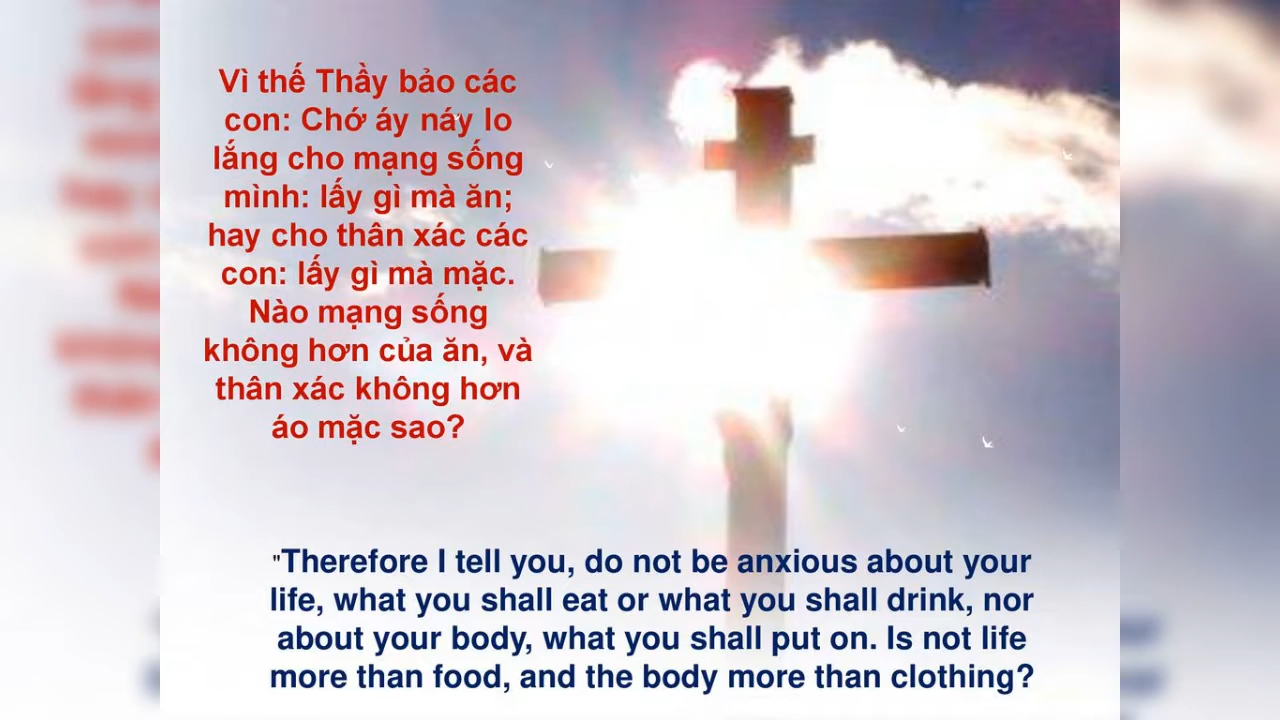 Vì thế Thầy bảo các
con: Chớ áy náy lo
lắng cho mạng sống
mình: lấy gì mà ăn;
hay cho thân xác các
con: lấy gì mà mặc.
Nào mạng sống
không hơn của ăn, và
thân xác không hơn
áo mặc sao?
"Therefore I tell you, do not be anxious about your
life, what you shall eat or what you shall drink, nor
about your body, what you shall put on. Is not life
more than food, and the body more than clothing?